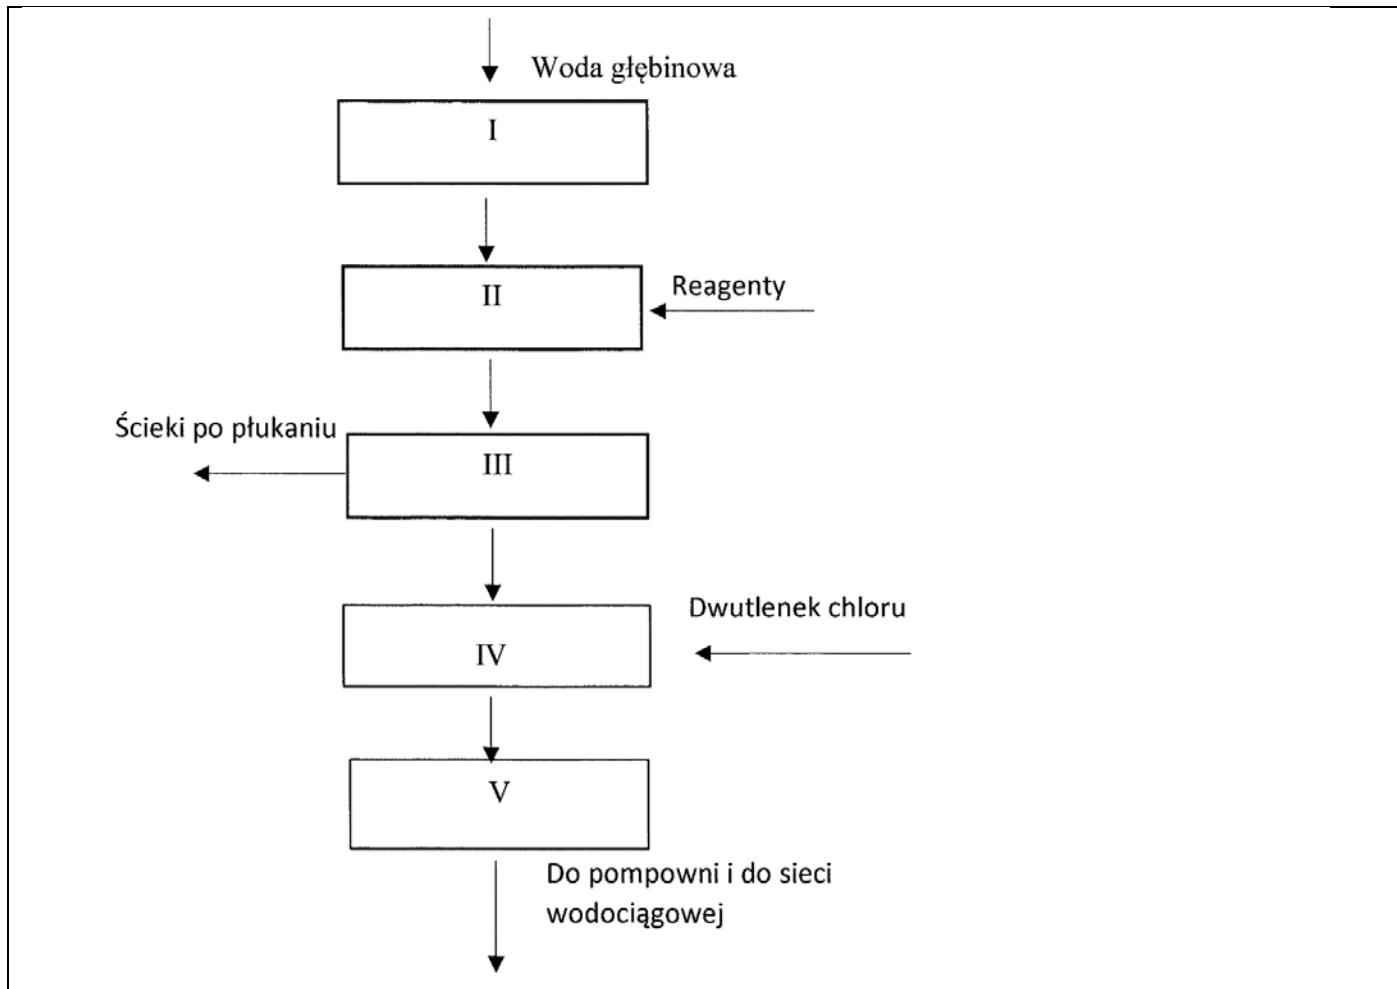 Woda głębinowa
I
II
Reagenty
Ścieki po płukaniu
III
Dwutlenek chloru
IV
V
Do pompowni i do sieci
wodociągowej